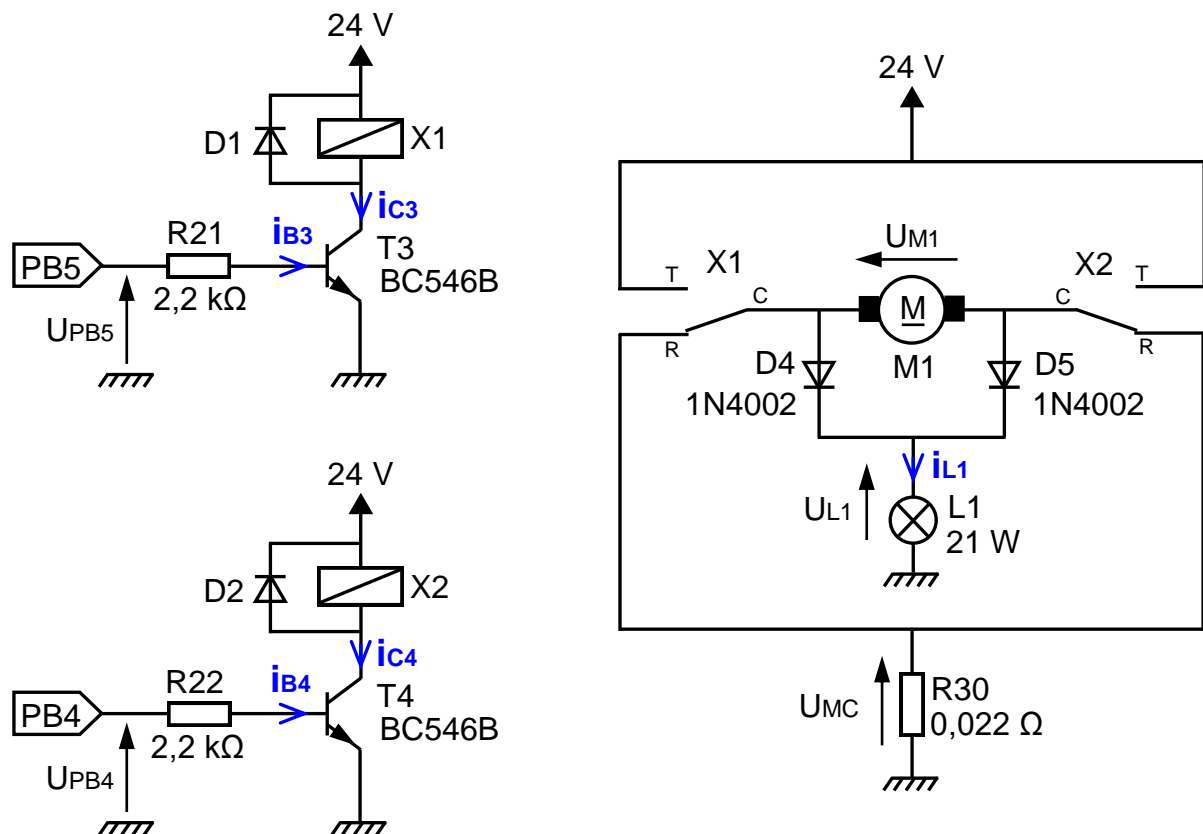 24 V
D1
X1
iC3
R21
iB3
T3
PB5
BC546B
2,2 kΩ
UPB5
24 V
D2
X2
iC4
R22
iB4
T4
PB4
BC546B
2,2 kΩ
UPB4
24 V
UM1
T
X1
X2
T
C
M
C
R
R
D4
M1
D5
1N4002
1N4002
iL1
UL1
L1
21 W
UMC
R30
0,022 Ω